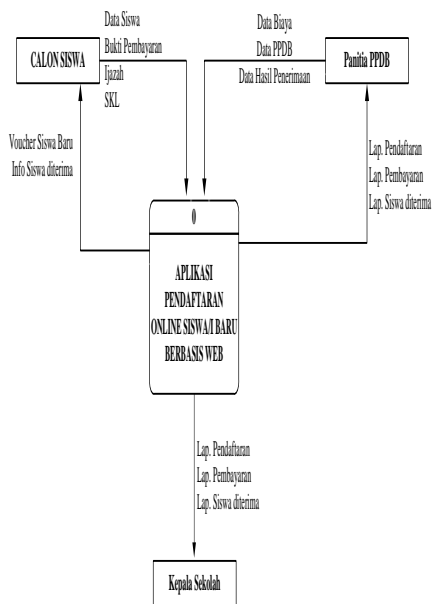 Data Siswa
Bukti Pembayaran
Ijazah
SKL
CALON SISWA
Data Biaya
Data PPDB
Data Hasil Penerimaan
Panitia PPDB
Voucher Siswa Baru
Info Siswa diterima
Lap. Pendaftaran
Lap. Pembayaran
Lap. Siswa diterima
0
APLIKASI
PENDAFTARAN
ONLINE SISWA/I BARU
BERBASIS WEB
Lap. Pendaftaran
Lap. Pembayaran
Lap. Siswa diterima
Kepala Sekolah